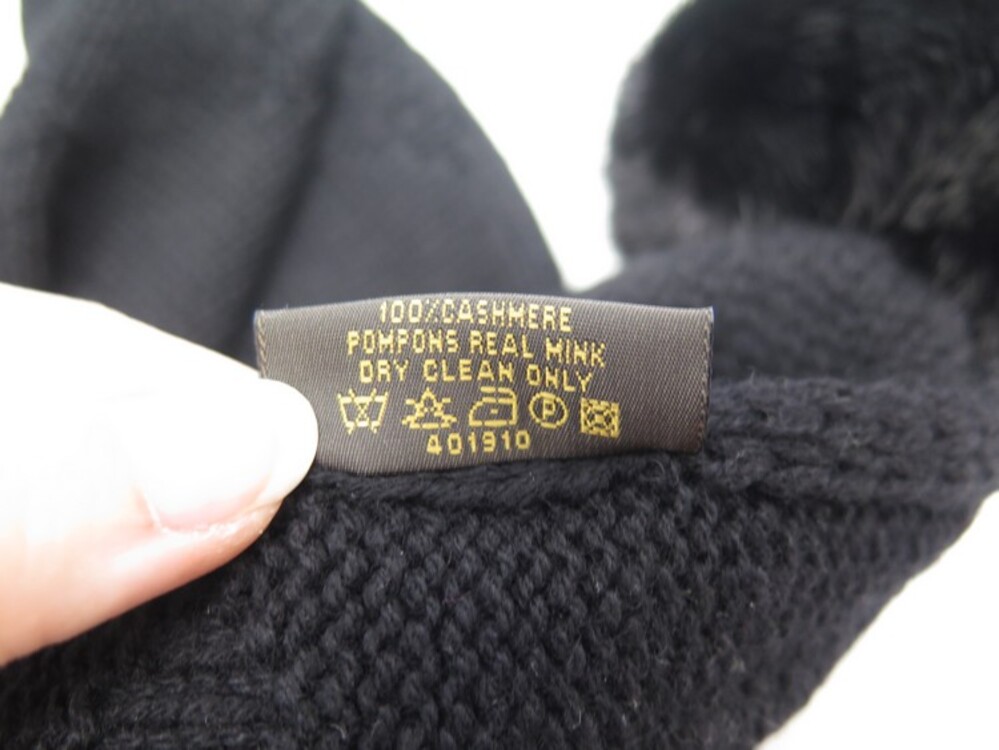 100%CASHMERE
POMPONS REAL MINK
DRY CLEAN ONLY
P
401910